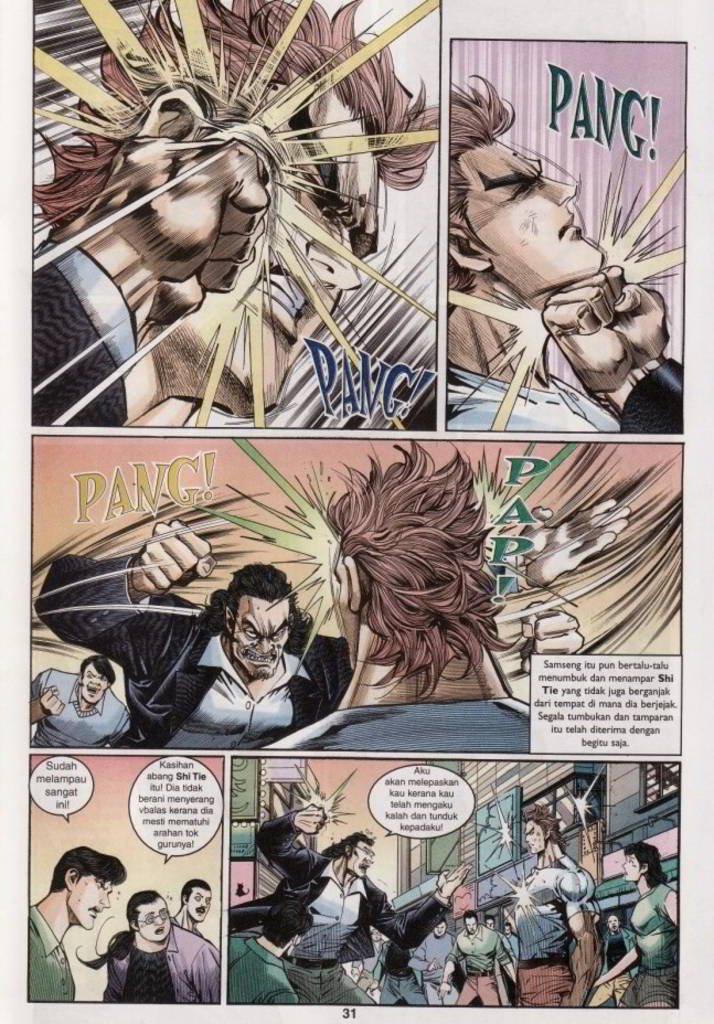 PANG!
PANG!
PANG!
PAP!
Samseng itu pun bertalu-talu
menumbuk dan menampar Shi
Tie yang tidak juga berganjak
dari tempat di mana dia berjejak.
Segala tumbukan dan tamparan
itu telah diterima dengan
begitu saja.
Sudah
melampau
sangat
ini!
Kasihan
abang Shi Tie
itu! Dia tidak
berani menyerang
vbalas kerana dia
mesti mematuhi
arahan tok
gurunya!
Aku
akan melepaskan
kau kerana kau
telah mengaku
kalah dan tunduk
kepadaku!
31